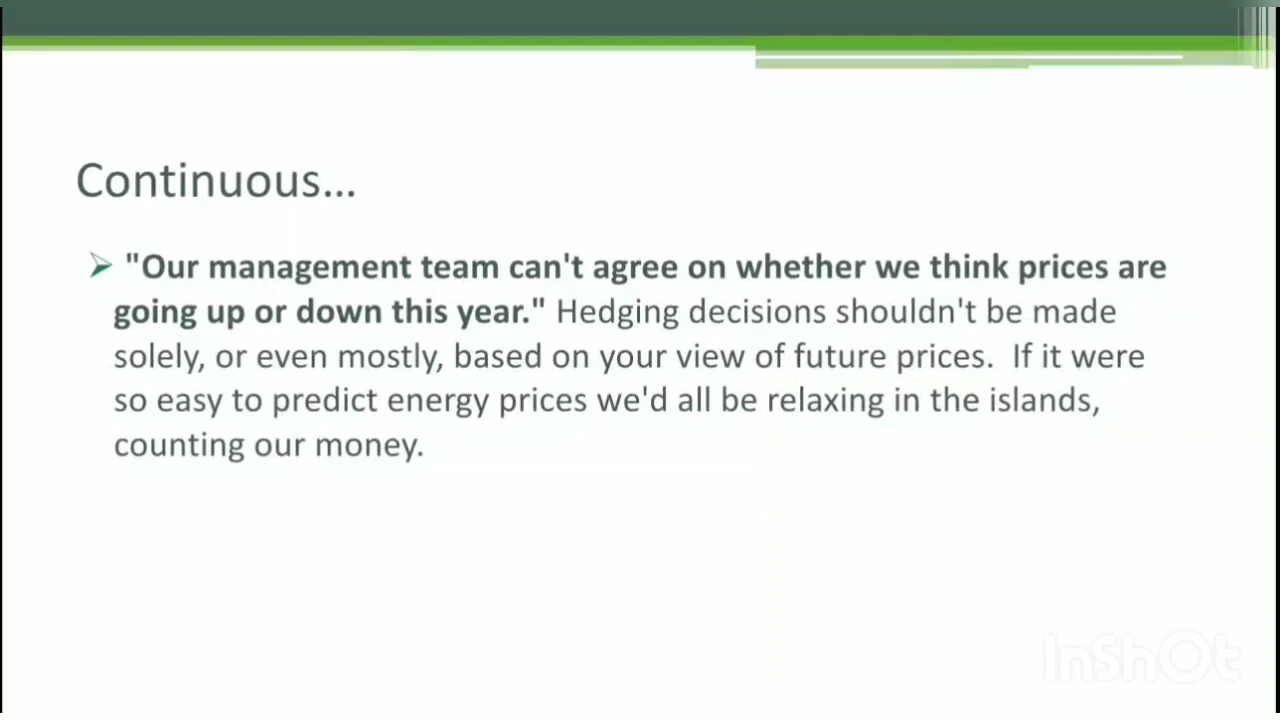 Continuous...
"Our management team can't agree on whether we think prices are
going up or down this year." Hedging decisions shouldn't be made
solely, or even mostly, based on your view of future prices.  If it were
so easy to predict energy prices we'd all be relaxing in the islands,
counting our money.
InShOt